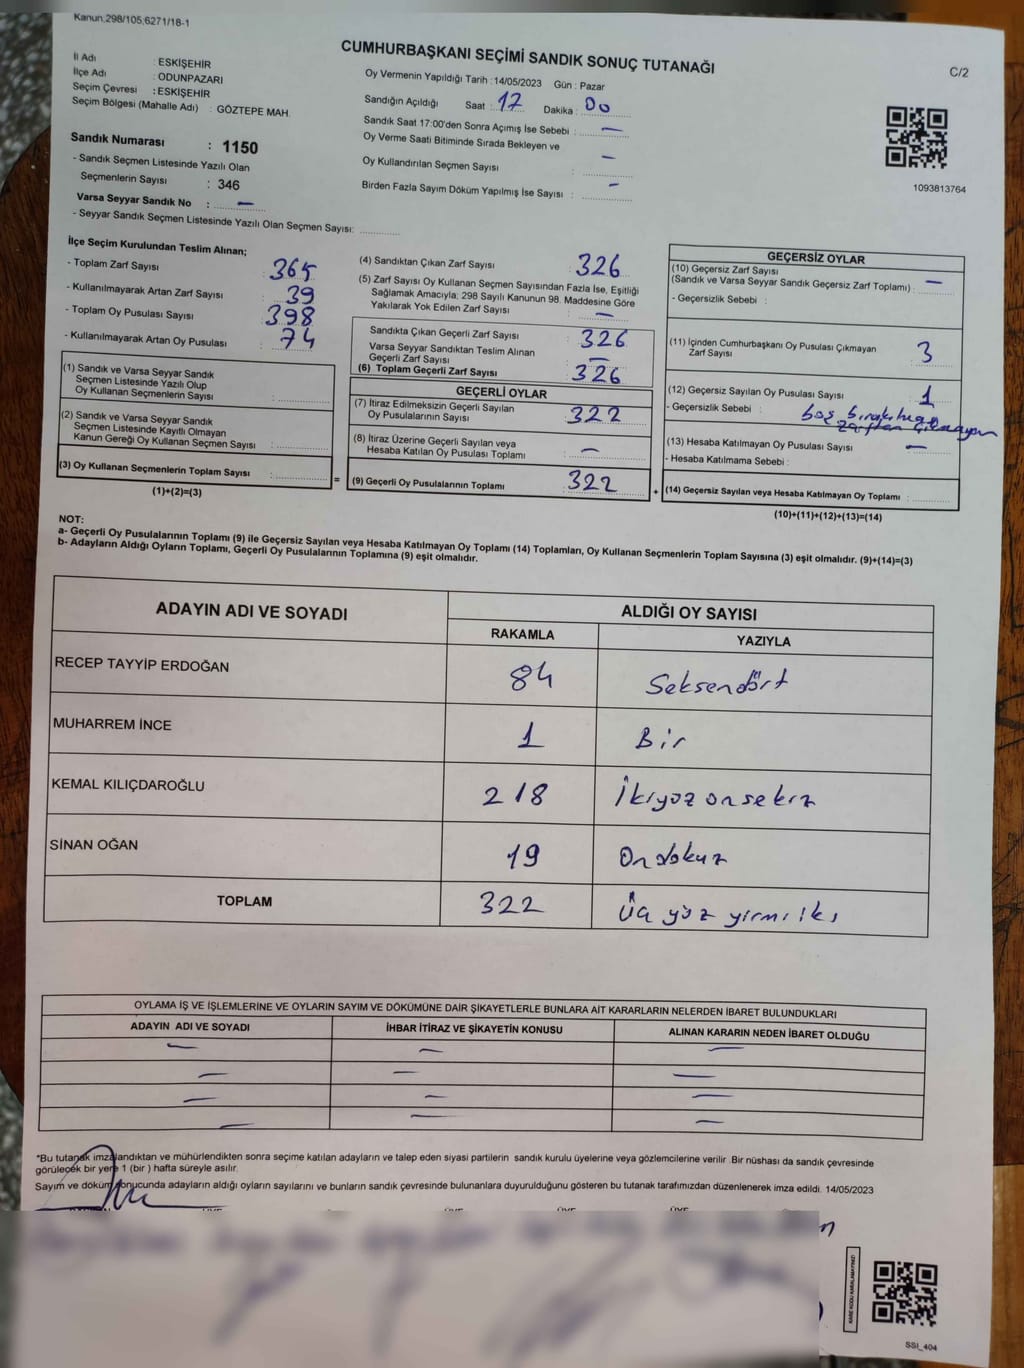 Kanun;298/105;6271/18-1
CUMHURBAŞKANI SEÇİMİ SANDIK SONUÇ TUTANAĞI
C/2
İl Adı : ESKİŞEHİR
İlçe Adı : ODUNPAZARI
Seçim Çevresi : ESKİŞEHİR
Seçim Bölgesi (Mahalle Adı) : GÖZTEPE MAH.
Oy Vermenin Yapıldığı Tarih : 14/05/2023 Gün : Pazar
Sandığın Açıldığı Saat : 17 Dakika : 00
Sandık Saat 17:00'den Sonra Açımış İse Sebebi : —
Oy Verme Saati Bitiminde Sırada Bekleyen ve
Oy Kullandırılan Seçmen Sayısı : —
Birden Fazla Sayım Döküm Yapılmış İse Sayısı : —
1093813764
Sandık Numarası : 1150
- Sandık Seçmen Listesinde Yazılı Olan
Seçmenlerin Sayısı : 346
Varsa Seyyar Sandık No : —
- Seyyar Sandık Seçmen Listesinde Yazılı Olan Seçmen Sayısı:
İlçe Seçim Kurulundan Teslim Alınan;
- Toplam Zarf Sayısı 365
- Kullanılmayarak Artan Zarf Sayısı 39
- Toplam Oy Pusulası Sayısı 398
- Kullanılmayarak Artan Oy Pusulası 74
(1) Sandık ve Varsa Seyyar Sandık
Seçmen Listesinde Yazılı Olup
Oy Kullanan Seçmenlerin Sayısı :
(2) Sandık ve Varsa Seyyar Sandık
Seçmen Listesinde Kayıtlı Olmayan
Kanun Gereği Oy Kullanan Seçmen Sayısı :
(3) Oy Kullanan Seçmenlerin Toplam Sayısı :
(1)+(2)=(3)
=
(4) Sandıktan Çıkan Zarf Sayısı 326
(5) Zarf Sayısı Oy Kullanan Seçmen Sayısından Fazla İse, Eşitliği
Sağlamak Amacıyla; 298 Sayılı Kanunun 98. Maddesine Göre
Yakılarak Yok Edilen Zarf Sayısı : —
Sandıkta Çıkan Geçerli Zarf Sayısı : 326
Varsa Seyyar Sandıktan Teslim Alınan
Geçerli Zarf Sayısı : —
(6) Toplam Geçerli Zarf Sayısı : 326
GEÇERLİ OYLAR
(7) İtiraz Edilmeksizin Geçerli Sayılan
Oy Pusulalarının Sayısı : 322
(8) İtiraz Üzerine Geçerli Sayılan veya
Hesaba Katılan Oy Pusulası Toplamı : —
(9) Geçerli Oy Pusulalarının Toplamı : 322
+
GEÇERSİZ OYLAR
(10) Geçersiz Zarf Sayısı
(Sandık ve Varsa Seyyar Sandık Geçersiz Zarf Toplamı) : —
- Geçersizlik Sebebi :
(11) İçinden Cumhurbaşkanı Oy Pusulası Çıkmayan
Zarf Sayısı 3
(12) Geçersiz Sayılan Oy Pusulası Sayısı 1
- Geçersizlik Sebebi : boş
(13) Hesaba Katılmayan Oy Pusulası Sayısı —
- Hesaba Katılmama Sebebi :
(14) Geçersiz Sayılan veya Hesaba Katılmayan Oy Toplamı :
(10)+(11)+(12)+(13)=(14)
NOT:
a- Geçerli Oy Pusulalarının Toplamı (9) ile Geçersiz Sayılan veya Hesaba Katılmayan Oy Toplamı (14) Toplamları, Oy Kullanan Seçmenlerin Toplam Sayısına (3) eşit olmalıdır. (9)+(14)=(3)
b- Adayların Aldığı Oyların Toplamı, Geçerli Oy Pusulalarının Toplamına (9) eşit olmalıdır.
ADAYIN ADI VE SOYADI ALDIĞI OY SAYISI
RAKAMLA YAZIYLA
RECEP TAYYİP ERDOĞAN 84 Seksendört
MUHARREM İNCE 1 Bir
KEMAL KILIÇDAROĞLU 218 İkiyüz onsekiz
SİNAN OĞAN 19 Ondokuz
TOPLAM 322 Üç yüz yirmi iki
OYLAMA İŞ VE İŞLEMLERİNE VE OYLARIN SAYIM VE DÖKÜMÜNE DAİR ŞİKAYETLERLE BUNLARA AİT KARARLARIN NELERDEN İBARET BULUNDUKLARI
ADAYIN ADI VE SOYADI İHBAR İTİRAZ VE ŞİKAYETİN KONUSU ALINAN KARARIN NEDEN İBARET OLDUĞU
— — —
— — —
— — —
— — —
*Bu tutanak imzalandıktan ve mühürlendikten sonra seçime katılan adayların ve talep eden siyasi partilerin sandık kurulu üyelerine veya gözlemcilerine verilir .Bir nüshası da sandık çevresinde
görülecek bir yere 1 (bir ) hafta süreyle asılır.
Sayım ve döküm sonucunda adayların aldığı oyların sayılarını ve bunların sandık çevresinde bulunanlara duyurulduğunu gösteren bu tutanak tarafımızdan düzenlenerek imza edildi. 14/05/2023
KARE KODU KARALAMAYINIZ!
SSI_404